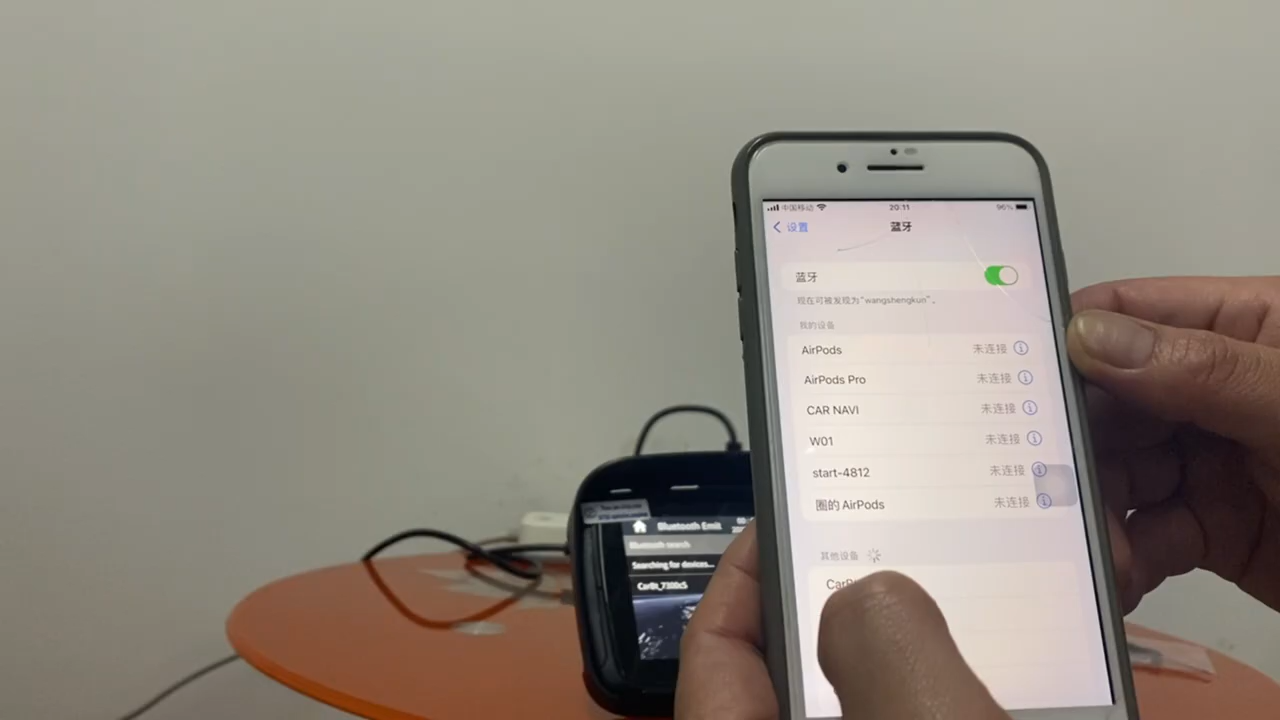 中国移动
20:11
96%
设置
蓝牙
蓝牙
现在可被发现为“wangshengkun”。
我的设备
AirPods 未连接
AirPods Pro 未连接
CAR NAVI 未连接
W01 未连接
start-4812 未连接
圈的 AirPods 未连接
其他设备
Bluetooth Emit
Bluetooth search
Searching for devices...